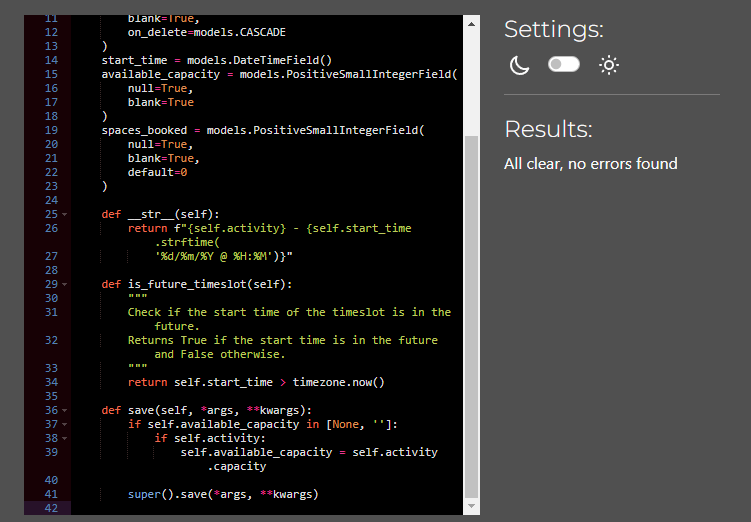 11 blank=True,
12 on_delete=models.CASCADE
13 )
14 start_time = models.DateTimeField()
15 available_capacity = models.PositiveSmallIntegerField(
16 null=True,
17 blank=True
18 )
19 spaces_booked = models.PositiveSmallIntegerField(
20 null=True,
21 blank=True,
22 default=0
23 )
24
25 def __str__(self):
26 return f"{self.activity} - {self.start_time
.strftime(
27 '%d/%m/%Y @ %H:%M')}"
28
29 def is_future_timeslot(self):
30 """
31 Check if the start time of the timeslot is in the
future.
32 Returns True if the start time is in the future
and False otherwise.
33 """
34 return self.start_time > timezone.now()
35
36 def save(self, *args, **kwargs):
37 if self.available_capacity in [None, '']:
38 if self.activity:
39 self.available_capacity = self.activity
.capacity
40
41 super().save(*args, **kwargs)
42
Settings:
Results:
All clear, no errors found